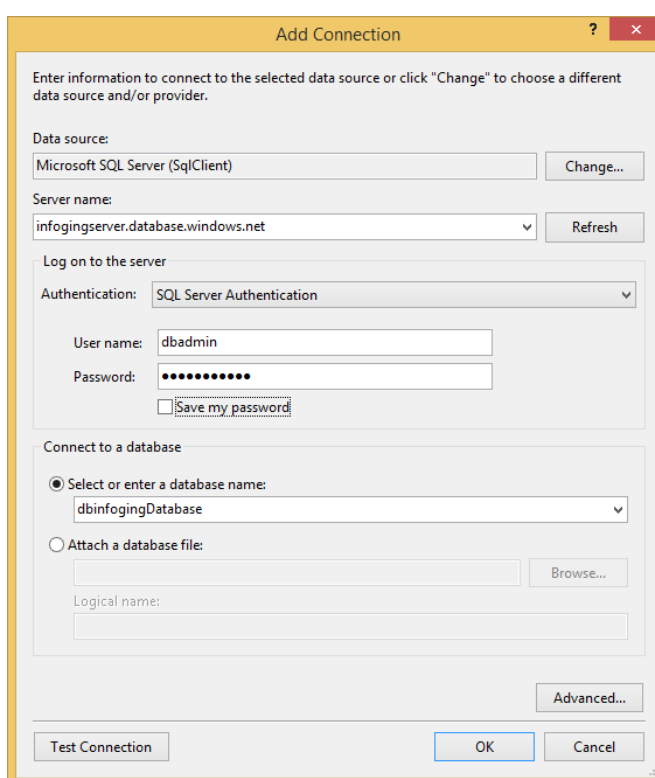 Add Connection
?
Enter information to connect to the selected data source or click "Change" to choose a different
data source and/or provider.
Data source:
Microsoft SQL Server (SqlClient)
Change...
Server name:
infogingserver.database.windows.net
Refresh
Log on to the server
Authentication:
SQL Server Authentication
User name:
dbadmin
Password:
●●●●●●●●●●●
Save my password
Connect to a database
Select or enter a database name:
dbinfogingDatabase
Attach a database file:
Browse...
Logical name:
Advanced...
Test Connection
OK
Cancel